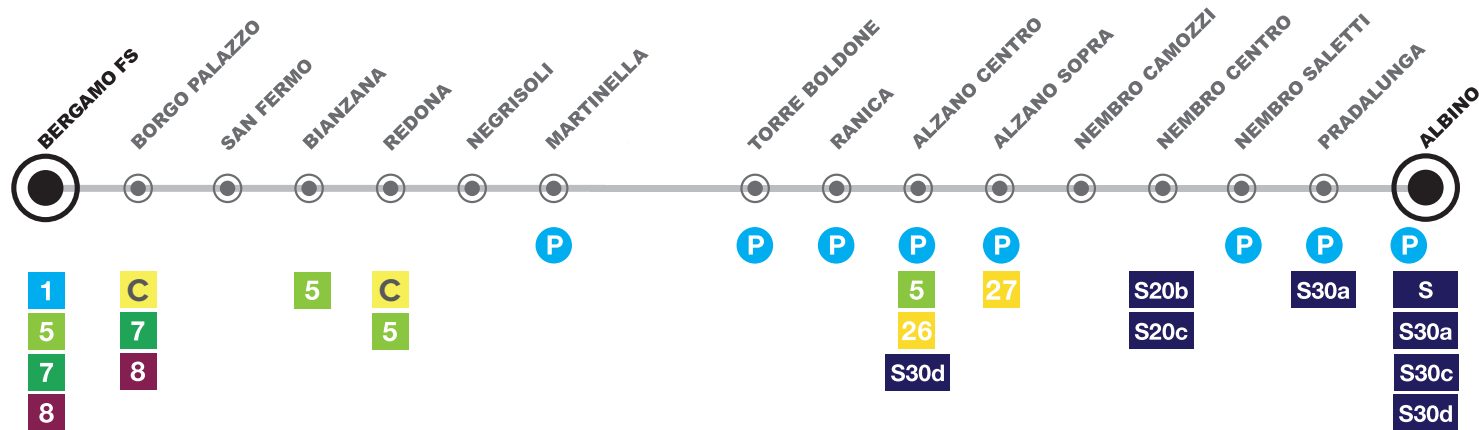 BERGAMO FS
BORGO PALAZZO
SAN FERMO
BIANZANA
REDONA
NEGRISOLI
MARTINELLA
TORRE BOLDONE
RANICA
ALZANO CENTRO
ALZANO SOPRA
NEMBRO CAMOZZI
NEMBRO CENTRO
NEMBRO SALETTI
PRADALUNGA
ALBINO
P P P P P P P P
1 C 5 C 5 27 S20b S30a S
5 7 5 26 S20c S30a
7 8 S30d S30c
8 S30d